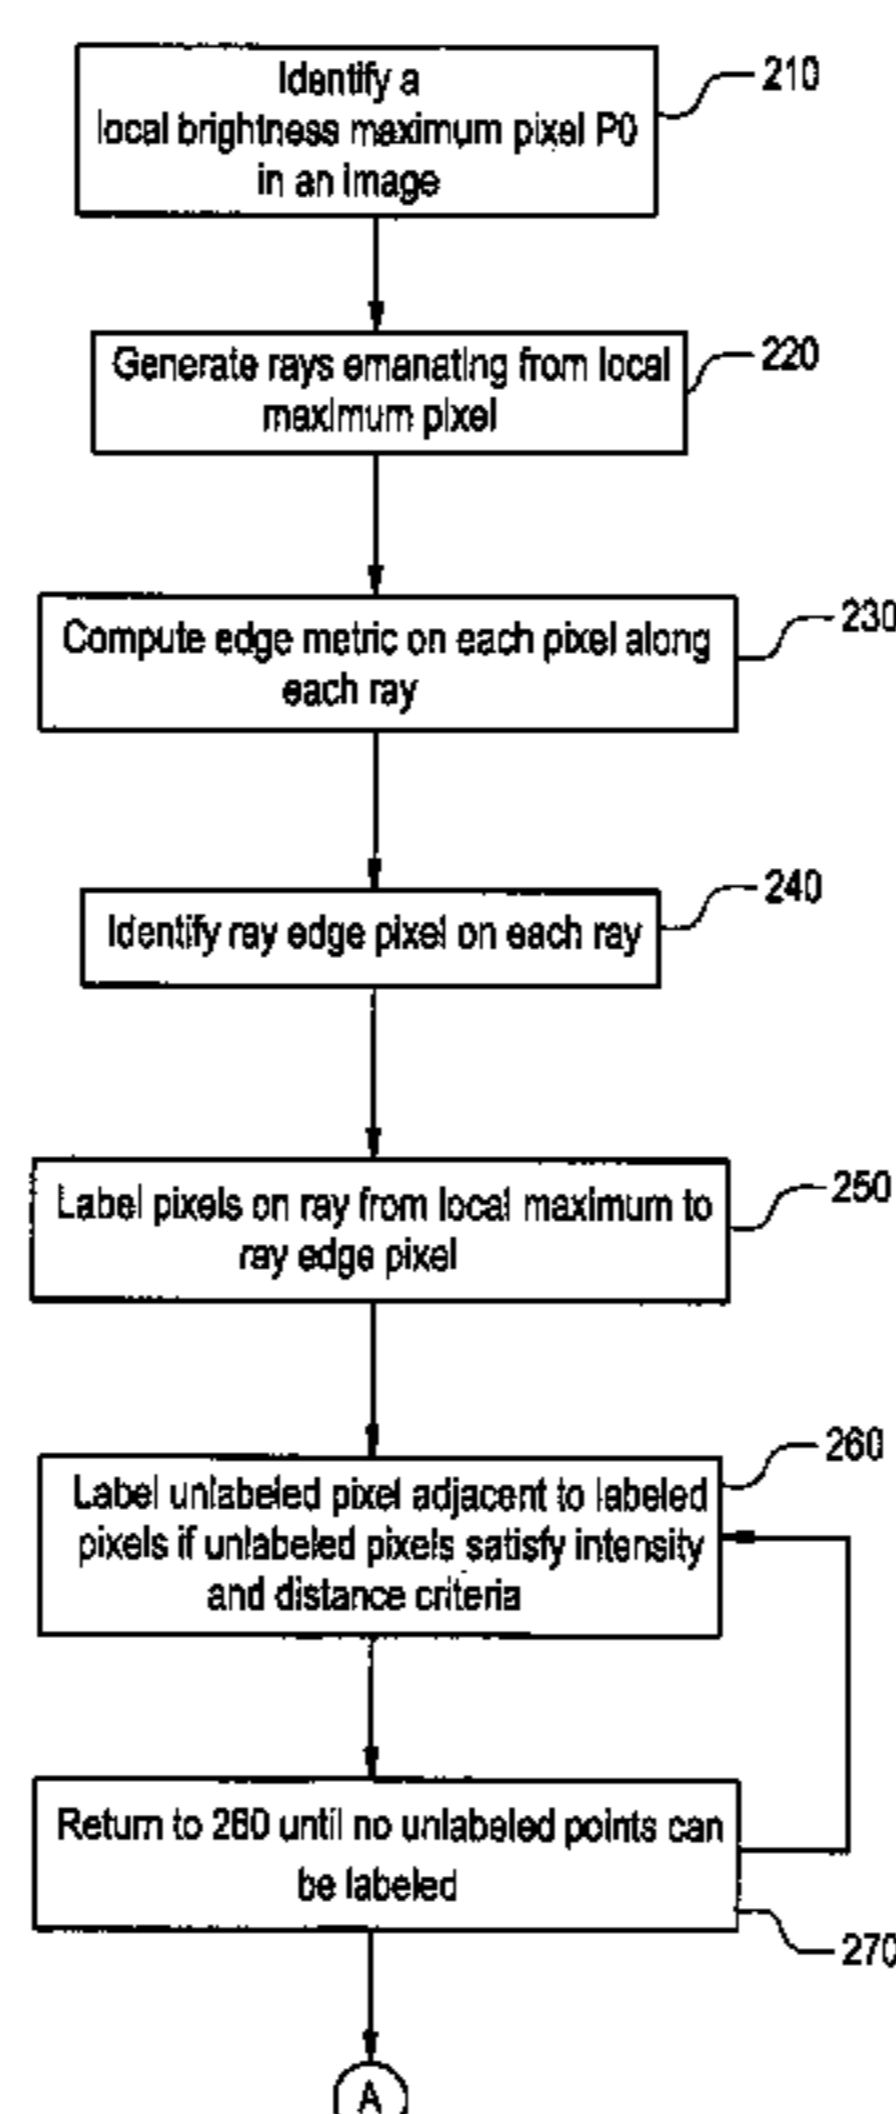 Identify a
local brightness maximum pixel P0
in an image
210
Generate rays emanating from local
maximum pixel
220
Compute edge metric on each pixel along
each ray
230
Identify ray edge pixel on each ray
240
Label pixels on ray from local maximum to
ray edge pixel
250
Label unlabeled pixel adjacent to labeled
pixels if unlabeled pixels satisfy intensity
and distance criteria
260
Return to 260 until no unlabeled points can
be labeled
270
A